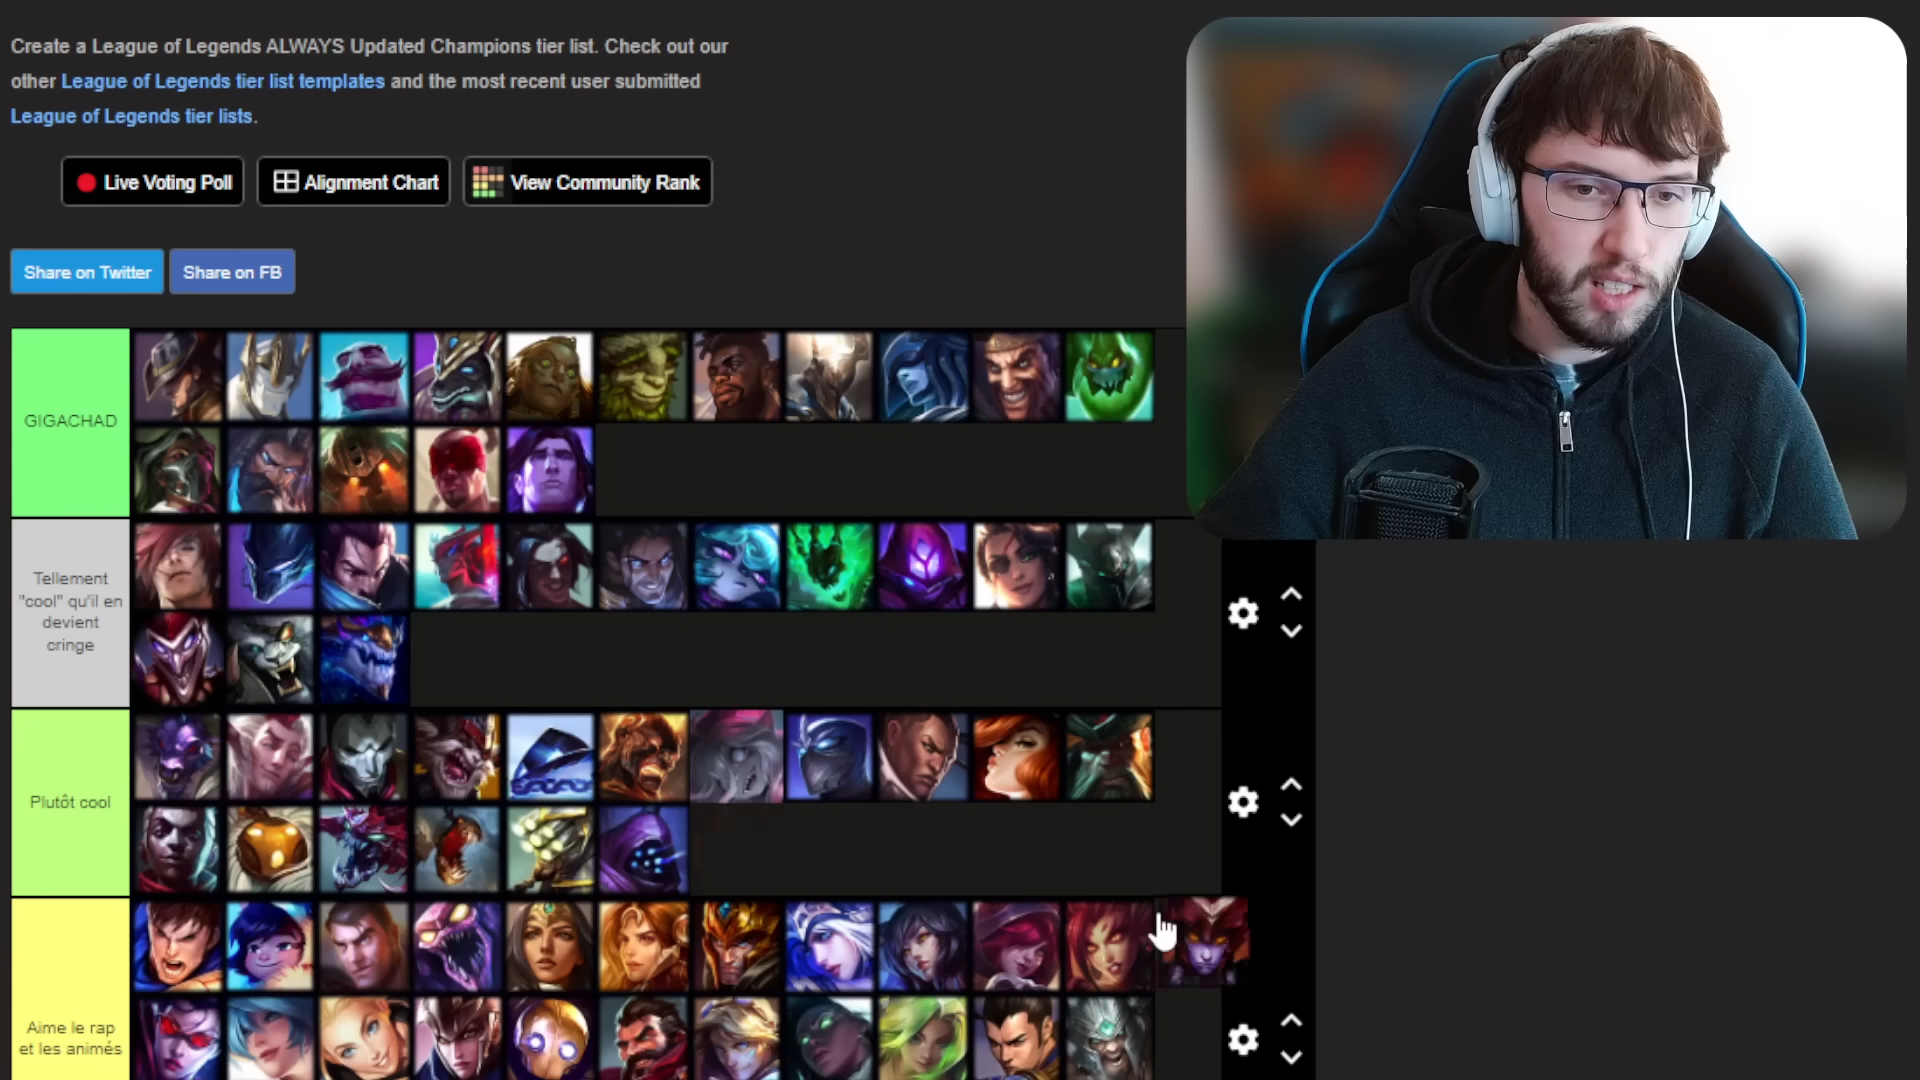 Create a League of Legends ALWAYS Updated Champions tier list. Check out our
other League of Legends tier list templates and the most recent user submitted
League of Legends tier lists.
Live Voting Poll
Alignment Chart
View Community Rank
Share on Twitter
Share on FB
GIGACHAD
Tellement
"cool" qu'il en
devient
cringe
Plutôt cool
Aime le rap
et les animés